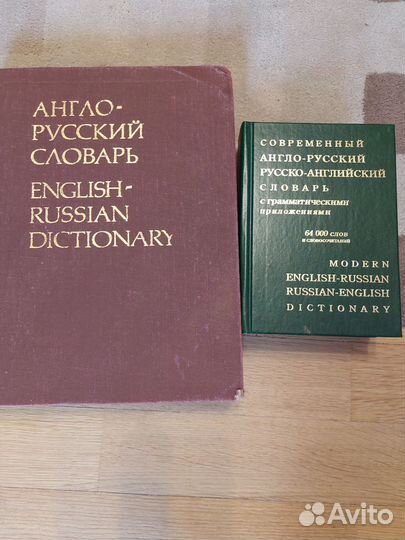 АНГЛО-
РУССКИЙ
СЛОВАРЬ
ENGLISH-
RUSSIAN
DICTIONARY
СОВРЕМЕННЫЙ
АНГЛО-РУССКИЙ
РУССКО-АНГЛИЙСКИЙ
СЛОВАРЬ
с грамматическими
приложениями
64 000 СЛОВ
И СЛОВОСОЧЕТАНИЙ
MODERN
ENGLISH-RUSSIAN
RUSSIAN-ENGLISH
DICTIONARY
Avito